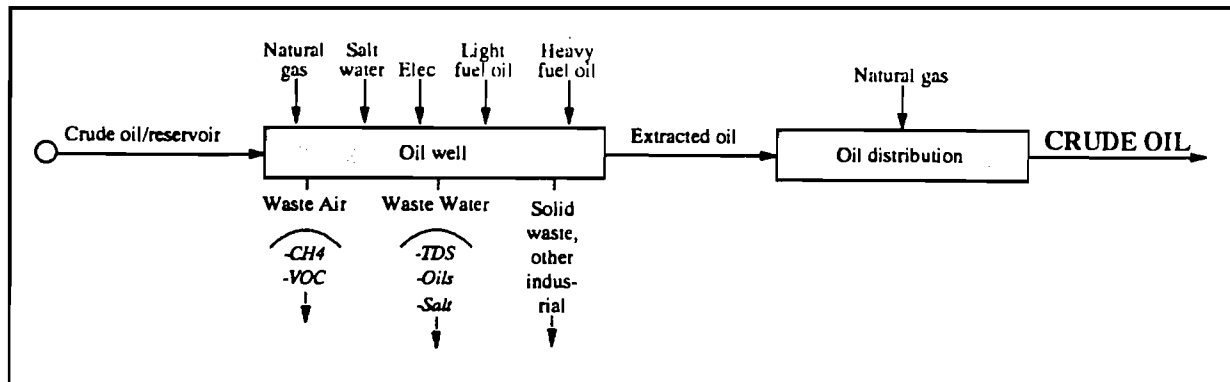 Natural
gas
Salt
water
Elec
Light
fuel oil
Heavy
fuel oil
Natural gas
Crude oil/reservoir
Oil well
Extracted oil
Oil distribution
CRUDE OIL
Waste Air
-CH4
-VOC
Waste Water
-TDS
-Oils
-Salt
Solid
waste,
other
indus-
rial